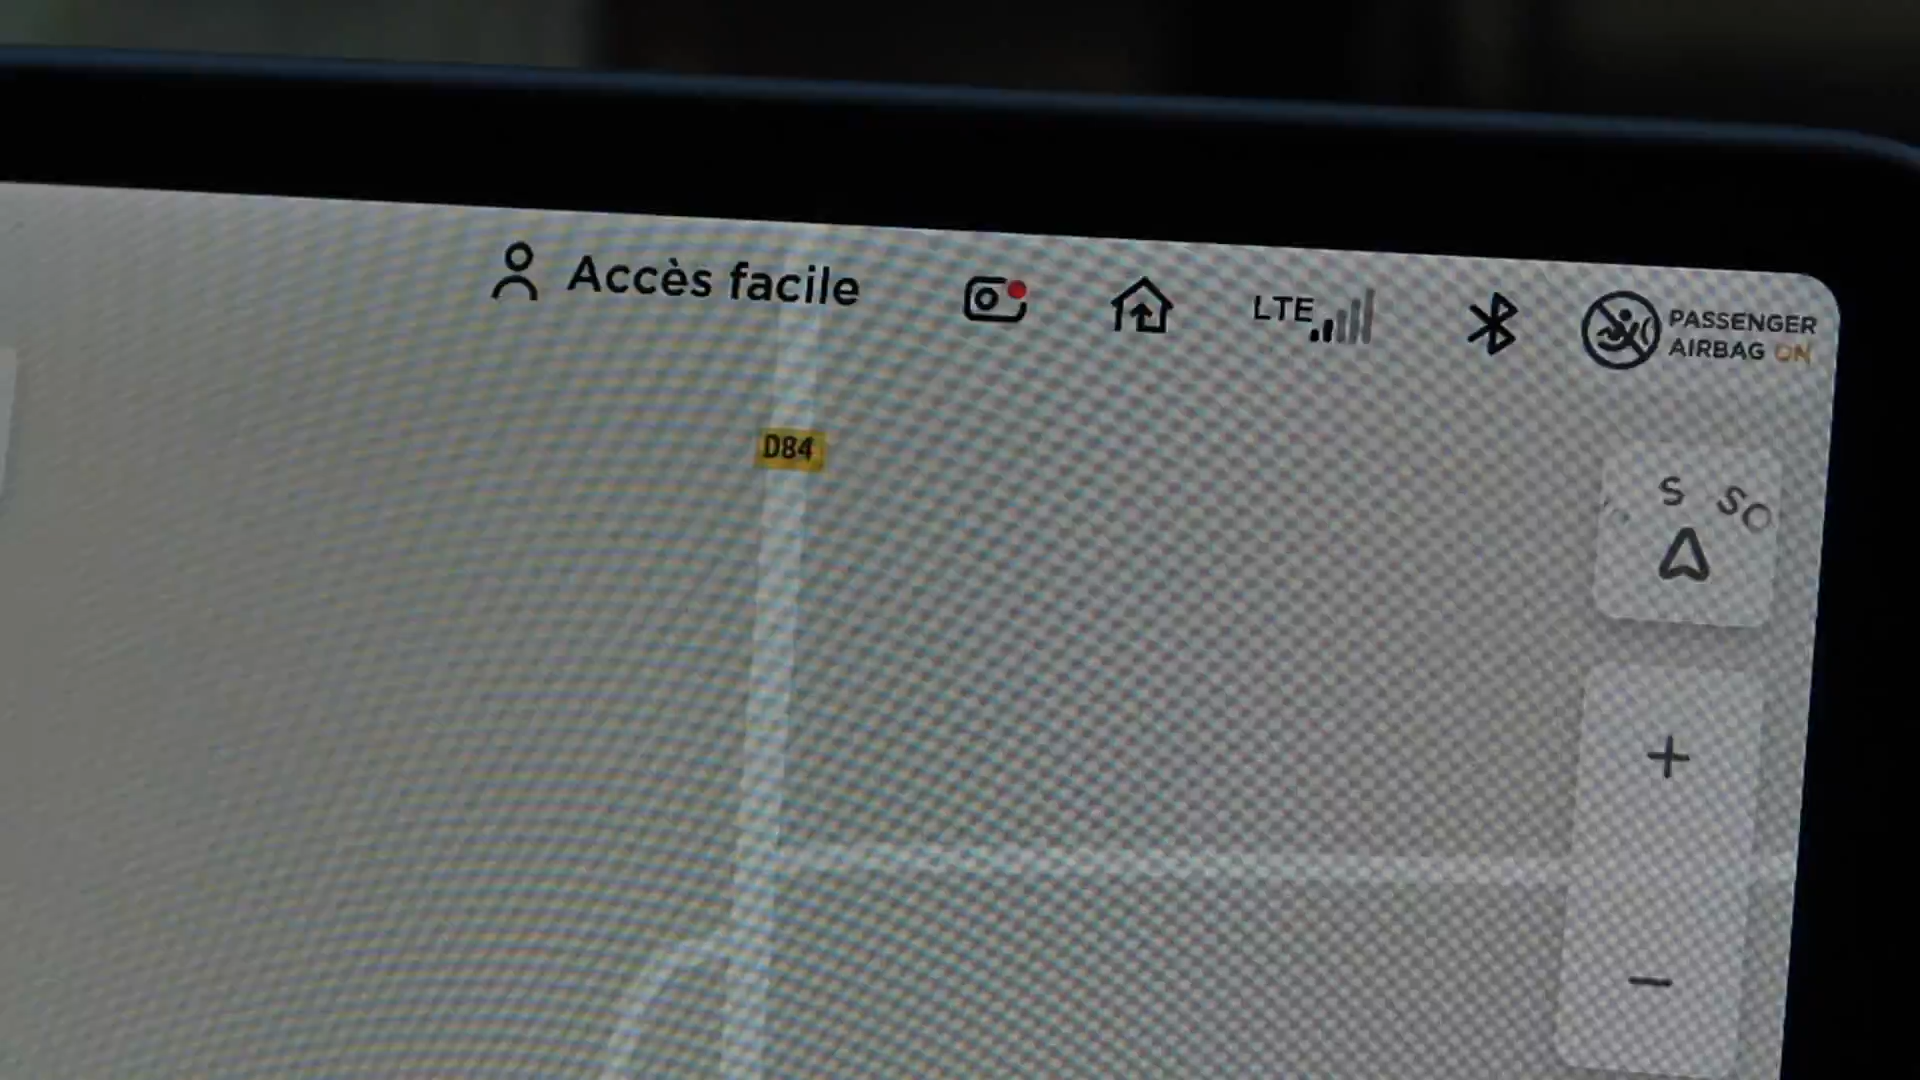 Accès facile
LTE
PASSENGER
AIRBAG ON
D84
S SO
+
−